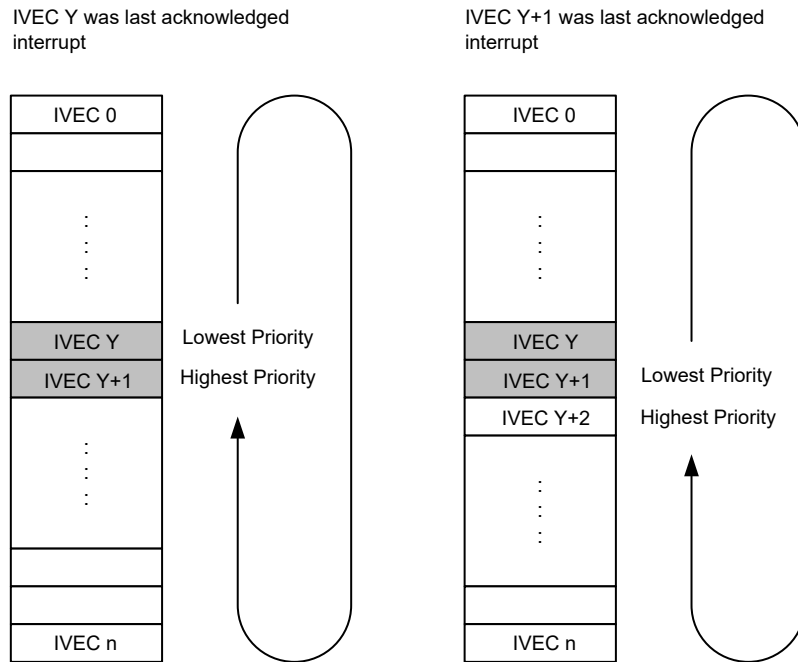 IVEC Y was last acknowledged
interrupt
IVEC 0
:
:
IVEC Y
Lowest Priority
IVEC Y+1
Highest Priority
:
:
IVEC n
IVEC Y+1 was last acknowledged
interrupt
IVEC 0
:
:
IVEC Y
IVEC Y+1
Lowest Priority
IVEC Y+2
Highest Priority
:
:
IVEC n